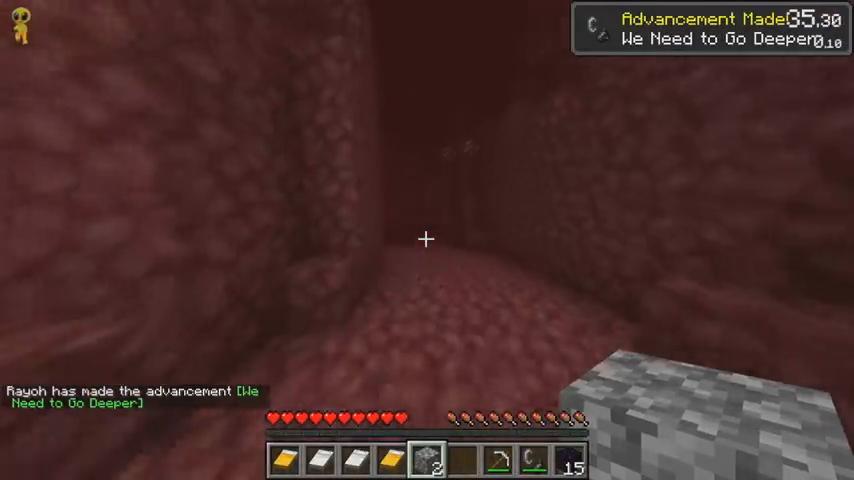 Advancement Made
35.30
We Need to Go Deeper
0.10
Rayoh has made the advancement [We
Need to Go Deeper]
2
15